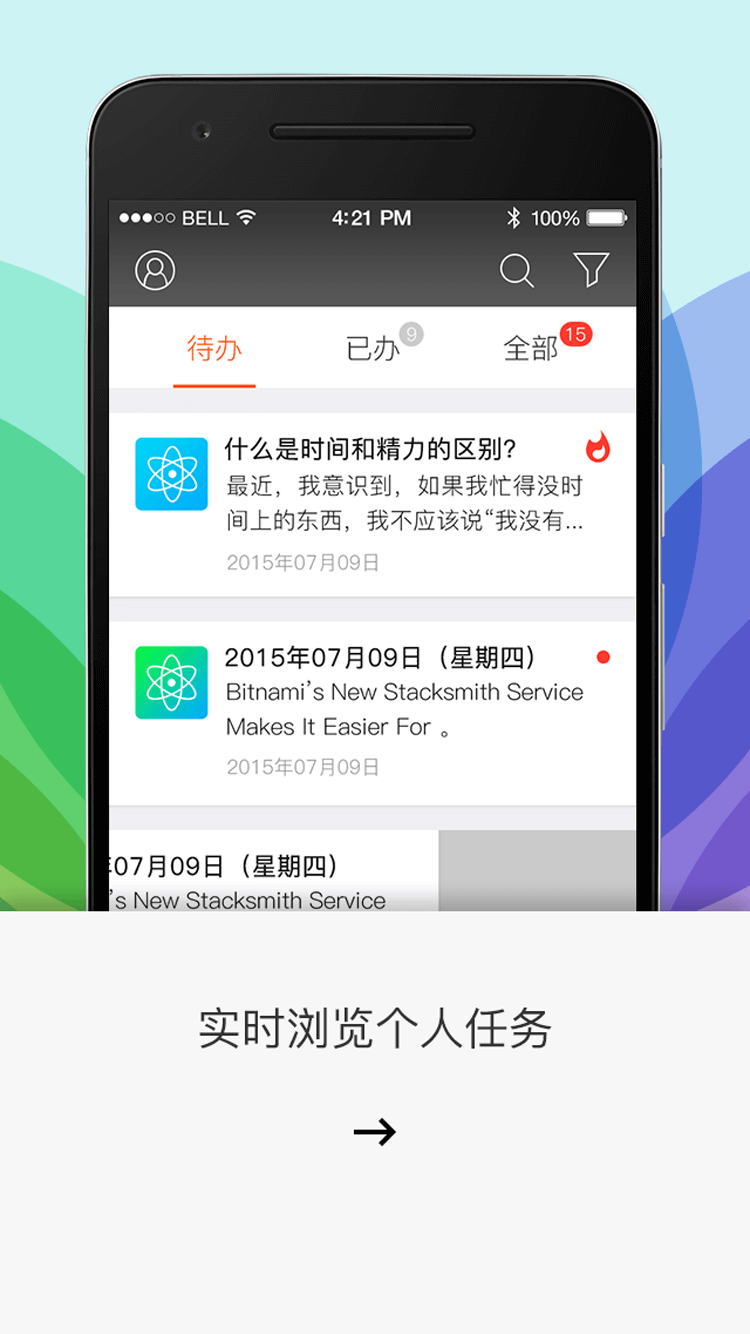 BELL 4:21 PM 100%
待办 已办 9 全部 15
什么是时间和精力的区别?
最近，我意识到，如果我忙得没时
间上的东西，我不应该说“我没有...
2015年07月09日
2015年07月09日（星期四）
Bitnami's New Stacksmith Service
Makes It Easier For 。
2015年07月09日
07月09日（星期四）
's New Stacksmith Service
实时浏览个人任务